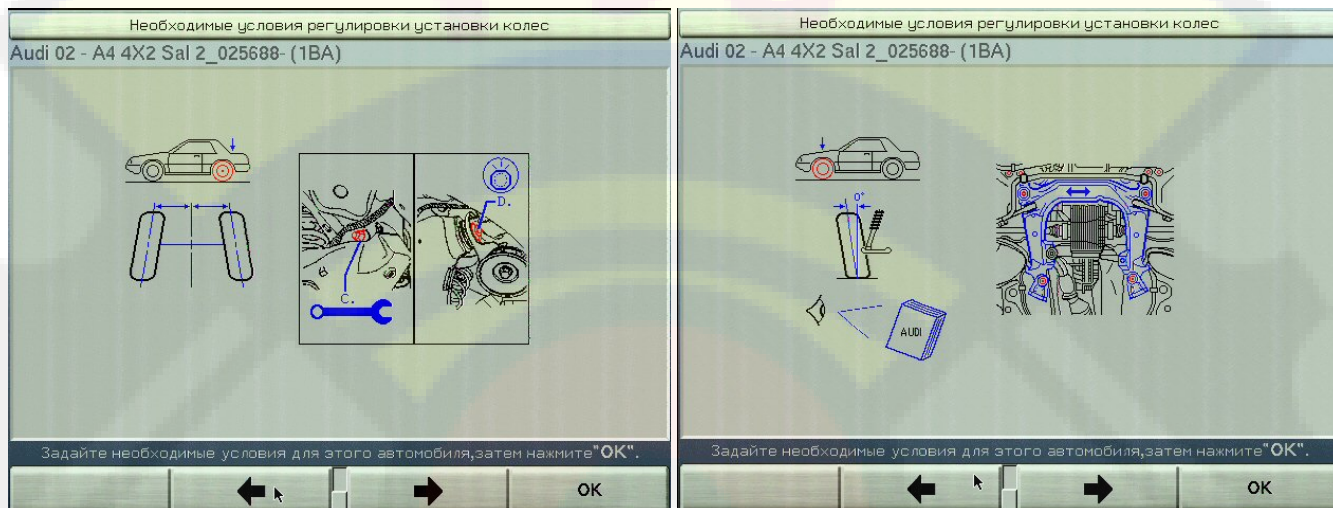 Необходимые условия регулировки установки колес
Audi 02 - A4 4X2 Sal 2_025688- (1BA)
D.
C.
Задайте необходимые условия для этого автомобиля,затем нажмите"OK".
OK
Необходимые условия регулировки установки колес
Audi 02 - A4 4X2 Sal 2_025688- (1BA)
0°
AUDI
Задайте необходимые условия для этого автомобиля,затем нажмите"OK".
OK